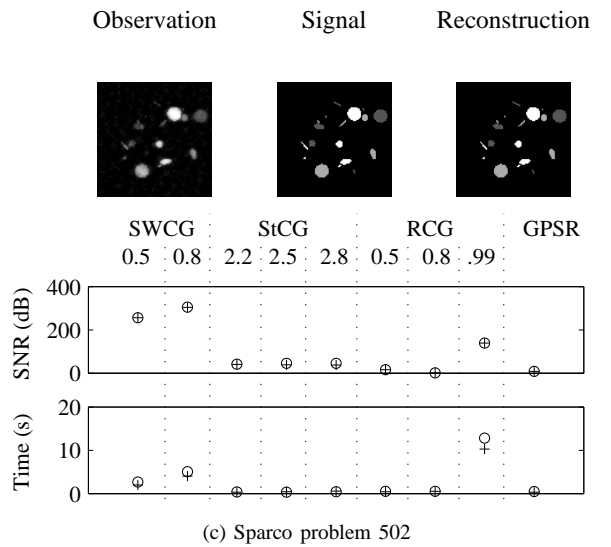 Observation Signal Reconstruction
SWCG StCG RCG GPSR
0.5 0.8 2.2 2.5 2.8 0.5 0.8 .99
400
200
0
SNR (dB)
20
10
0
Time (s)
(c) Sparco problem 502